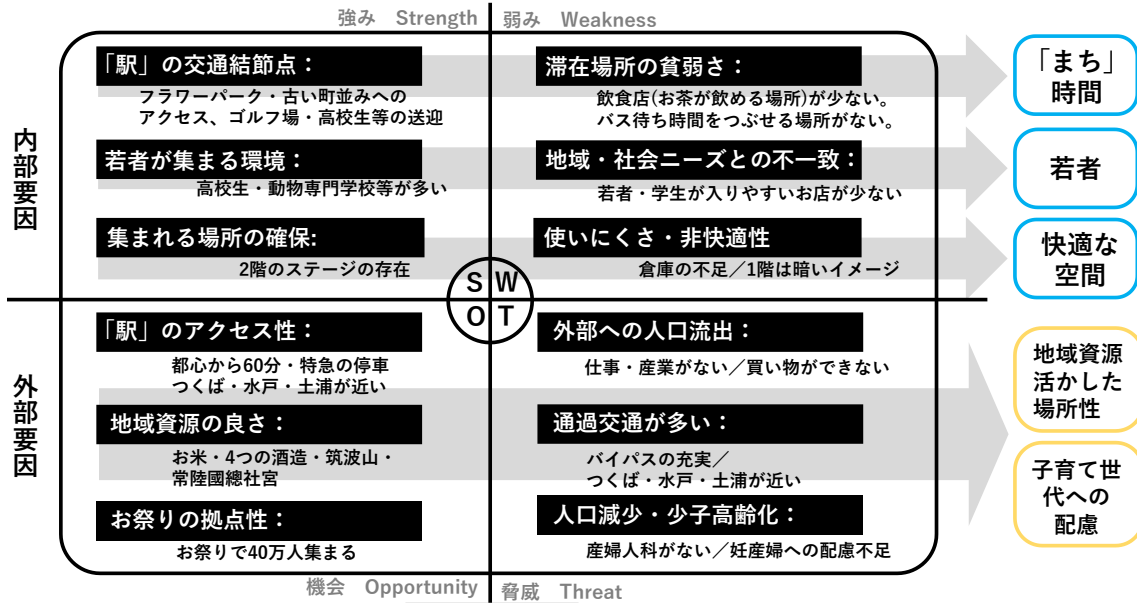 強み Strength
弱み Weakness
内部要因
「駅」の交通結節点：
フラワーパーク・古い町並みへの
アクセス、ゴルフ場・高校生等の送迎
滞在場所の貧弱さ：
飲食店(お茶が飲める場所)が少ない。
バス待ち時間をつぶせる場所がない。
「まち」
時間
若者が集まる環境：
高校生・動物専門学校等が多い
地域・社会ニーズとの不一致：
若者・学生が入りやすいお店が少ない
若者
集まれる場所の確保:
2階のステージの存在
使いにくさ・非快適性
倉庫の不足／1階は暗いイメージ
快適な
空間
S W
O T
外部要因
「駅」のアクセス性：
都心から60分・特急の停車
つくば・水戸・土浦が近い
外部への人口流出：
仕事・産業がない／買い物ができない
地域資源
活かした
場所性
地域資源の良さ：
お米・4つの酒造・筑波山・
常陸國總社宮
通過交通が多い：
バイパスの充実／
つくば・水戸・土浦が近い
子育て世
代への
配慮
お祭りの拠点性：
お祭りで40万人集まる
人口減少・少子高齢化：
産婦人科がない／妊産婦への配慮不足
機会 Opportunity
脅威 Threat